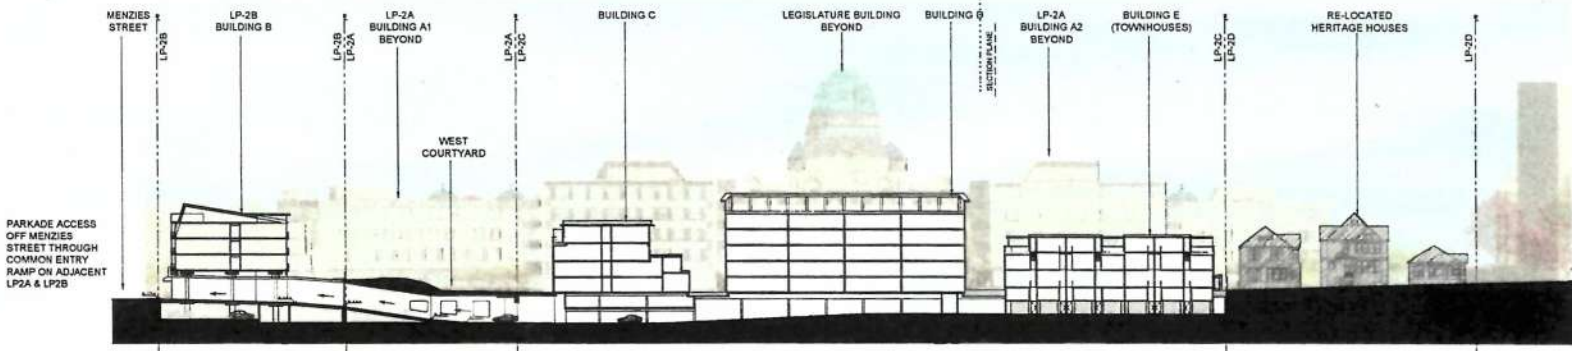 MENZIES
STREET
LP-2B
LP-2B
BUILDING B
LP-2B
LP-2A
LP-2A
BUILDING A1
BEYOND
WEST
COURTYARD
LP-2A
LP-2C
BUILDING C
LEGISLATURE BUILDING
BEYOND
BUILDING
SECTION PLANE
LP-2A
BUILDING A2
BEYOND
BUILDING E
(TOWNHOUSES)
LP-2C
LP-2D
RE-LOCATED
HERITAGE HOUSES
LP-2D
PARKADE ACCESS
OFF MENZIES
STREET THROUGH
COMMON ENTRY
RAMP ON ADJACENT
LP2A & LP2B